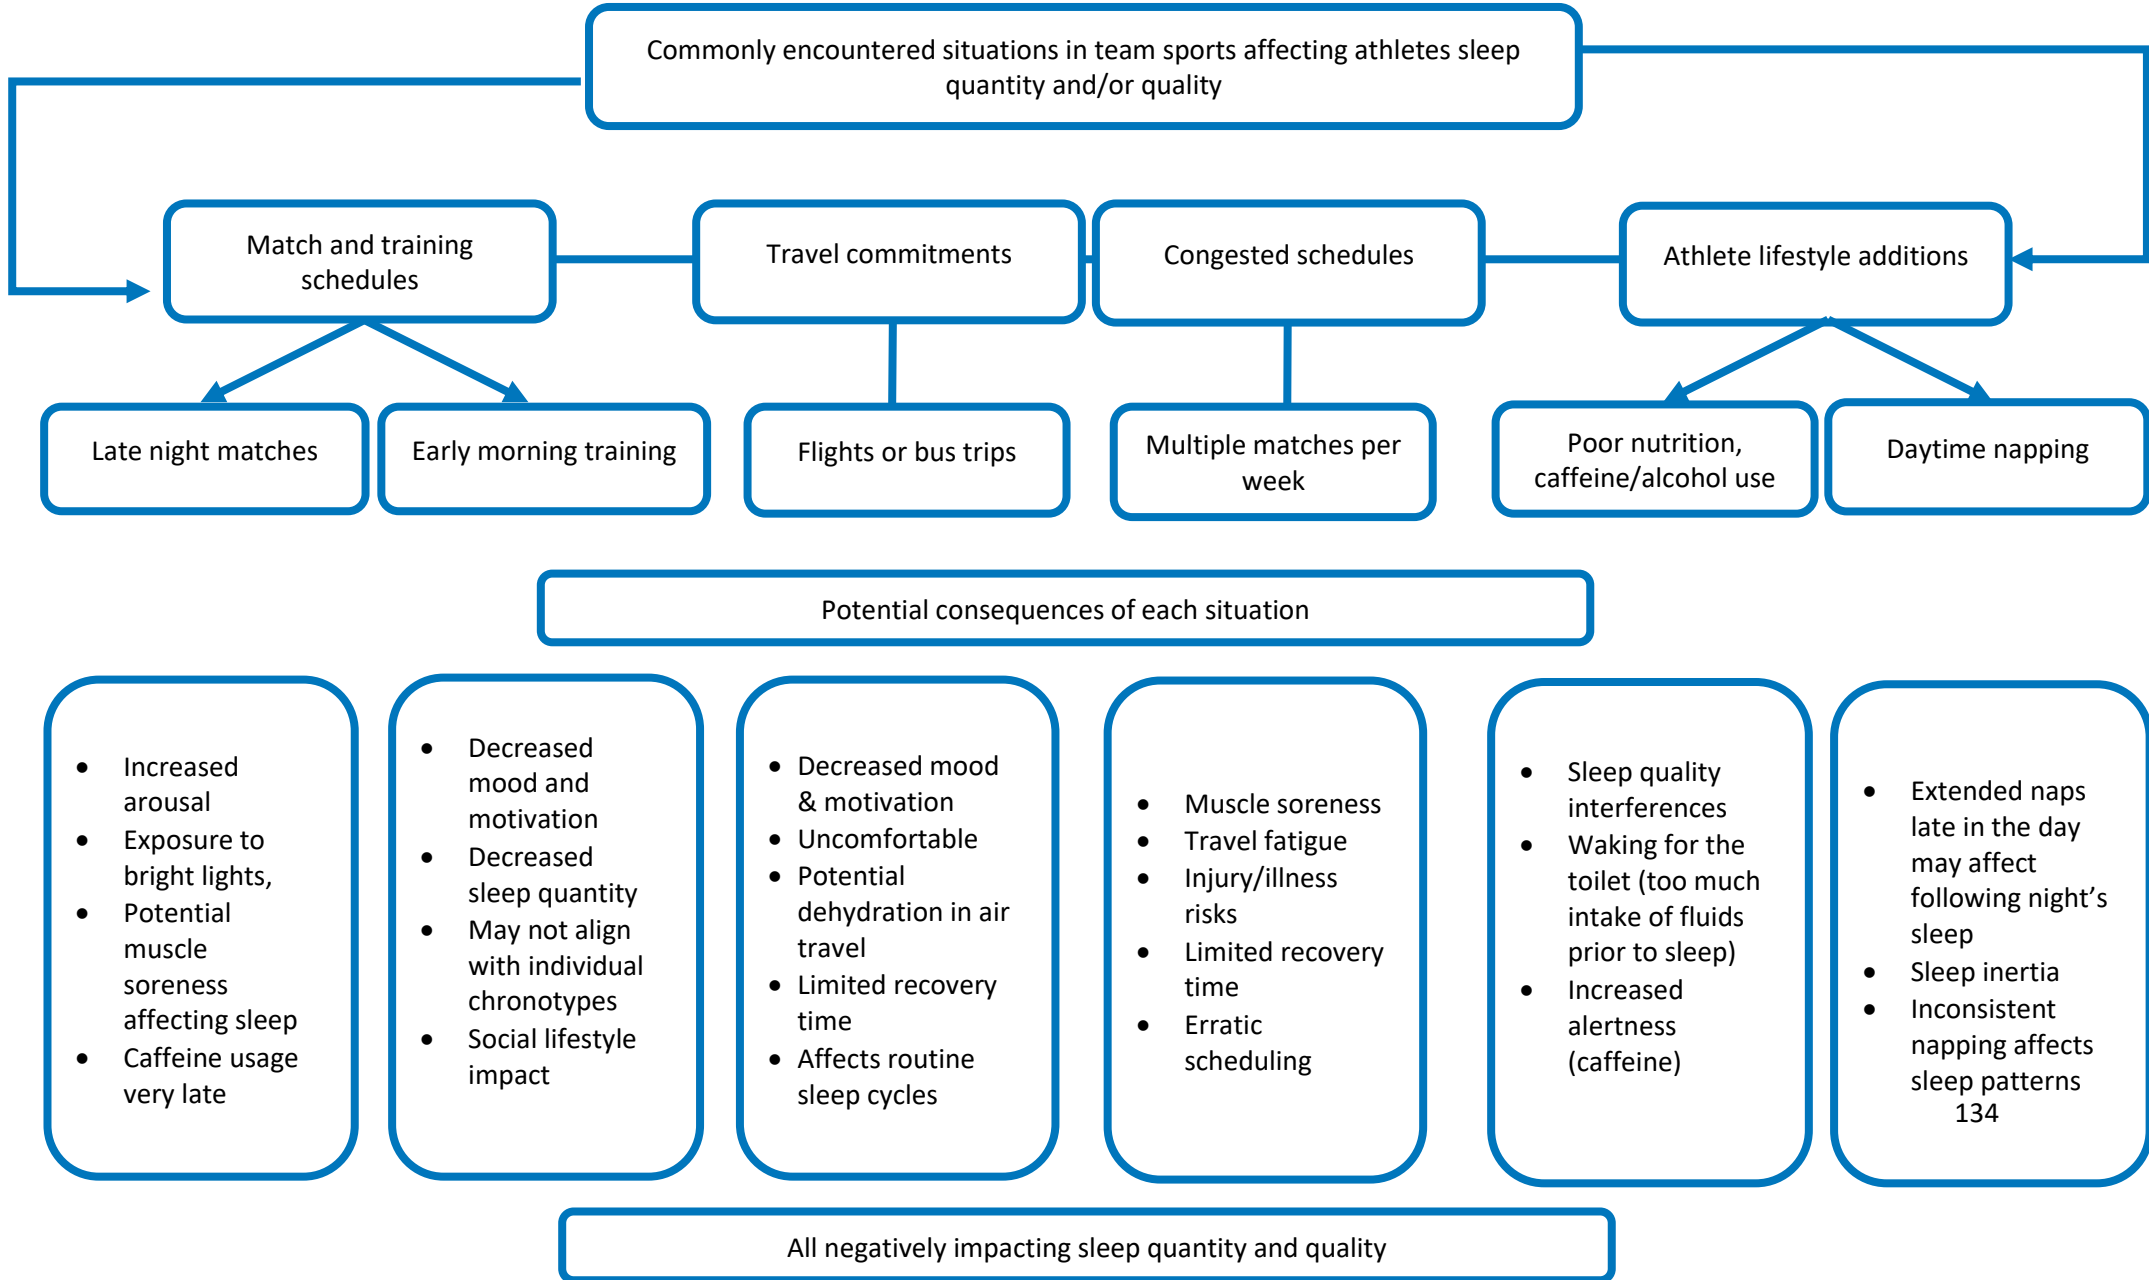 Commonly encountered situations in team sports affecting athletes sleep
quantity and/or quality
Match and training
schedules
Travel commitments
Congested schedules
Athlete lifestyle additions
Late night matches
Early morning training
Flights or bus trips
Multiple matches per
week
Poor nutrition,
caffeine/alcohol use
Daytime napping
Potential consequences of each situation
• Increased
arousal
• Exposure to
bright lights,
• Potential
muscle
soreness
affecting sleep
• Caffeine usage
very late
• Decreased
mood and
motivation
• Decreased
sleep quantity
• May not align
with individual
chronotypes
• Social lifestyle
impact
• Decreased mood
& motivation
• Uncomfortable
• Potential
dehydration in air
travel
• Limited recovery
time
• Affects routine
sleep cycles
• Muscle soreness
• Travel fatigue
• Injury/illness
risks
• Limited recovery
time
• Erratic
scheduling
• Sleep quality
interferences
• Waking for the
toilet (too much
intake of fluids
prior to sleep)
• Increased
alertness
(caffeine)
• Extended naps
late in the day
may affect
following night’s
sleep
• Sleep inertia
• Inconsistent
napping affects
sleep patterns
134
All negatively impacting sleep quantity and quality